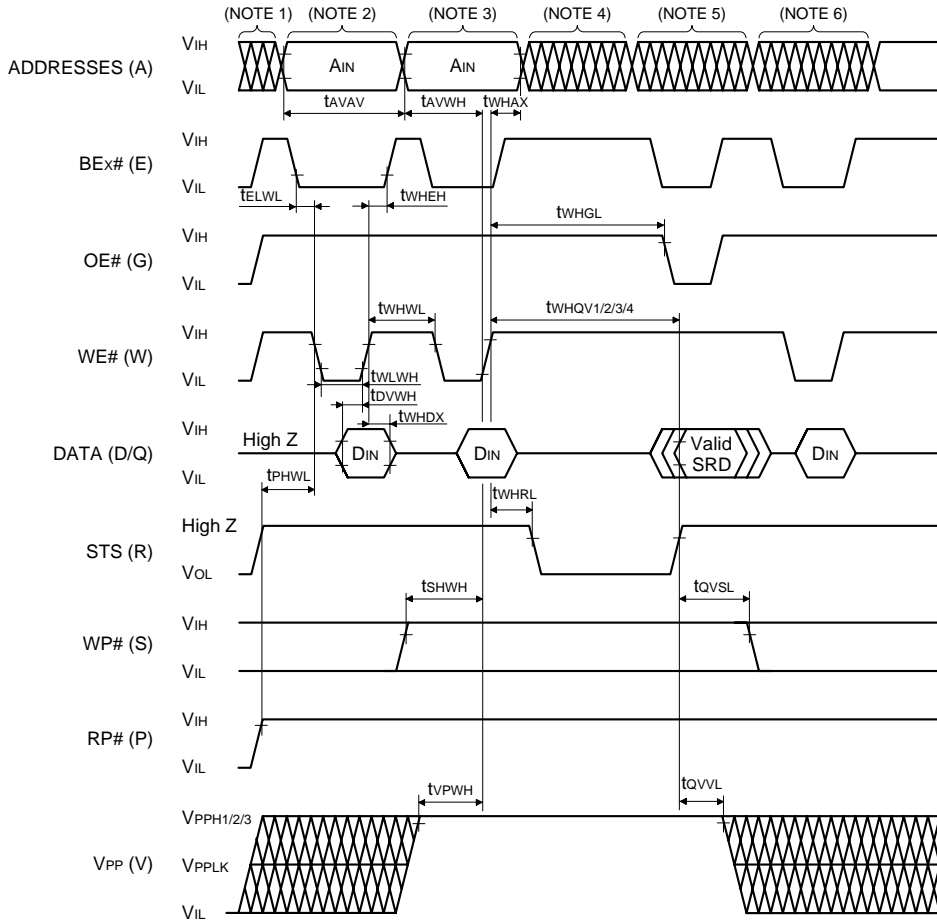 (NOTE 1) (NOTE 2) (NOTE 3) (NOTE 4) (NOTE 5) (NOTE 6)
ADDRESSES (A)
VIH
VIL
AIN
AIN
tAVAV
tAVWH
tWHAX
BEX# (E)
VIH
VIL
tELWL
tWHEH
tWHGL
OE# (G)
VIH
VIL
tWHWL
tWHQV1/2/3/4
WE# (W)
VIH
VIL
tWLWH
tDVWH
tWHDX
DATA (D/Q)
VIH
VIL
High Z
DIN
DIN
Valid
SRD
DIN
tPHWL
tWHRL
STS (R)
High Z
VOL
tSHWH
tQVSL
WP# (S)
VIH
VIL
RP# (P)
VIH
VIL
tVPWH
tQVVL
VPP (V)
VPPH1/2/3
VPPLK
VIL